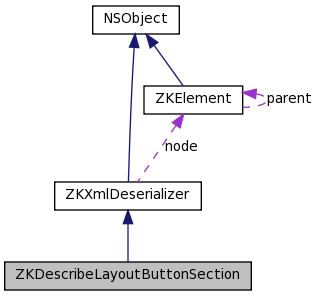 NSObject
ZKElement
parent
node
ZKXmlDeserializer
ZKDescribeLayoutButtonSection